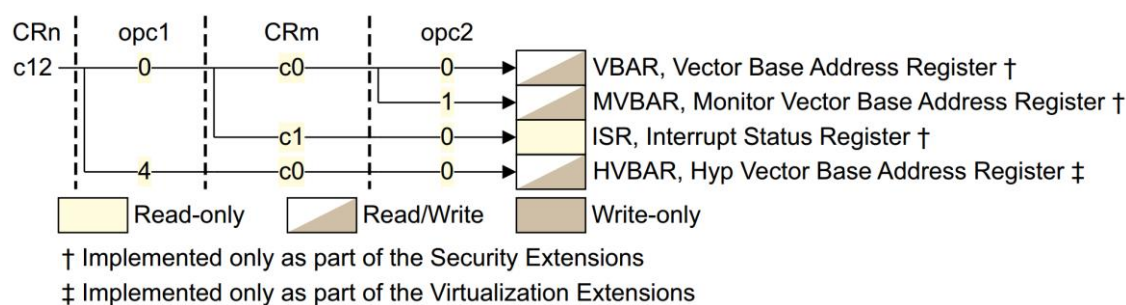 CRn opc1 CRm opc2
c12 0 c0 0 VBAR, Vector Base Address Register †
1 MVBAR, Monitor Vector Base Address Register †
c1 0 ISR, Interrupt Status Register †
4 c0 0 HVBAR, Hyp Vector Base Address Register ‡
Read-only Read/Write Write-only
† Implemented only as part of the Security Extensions
‡ Implemented only as part of the Virtualization Extensions